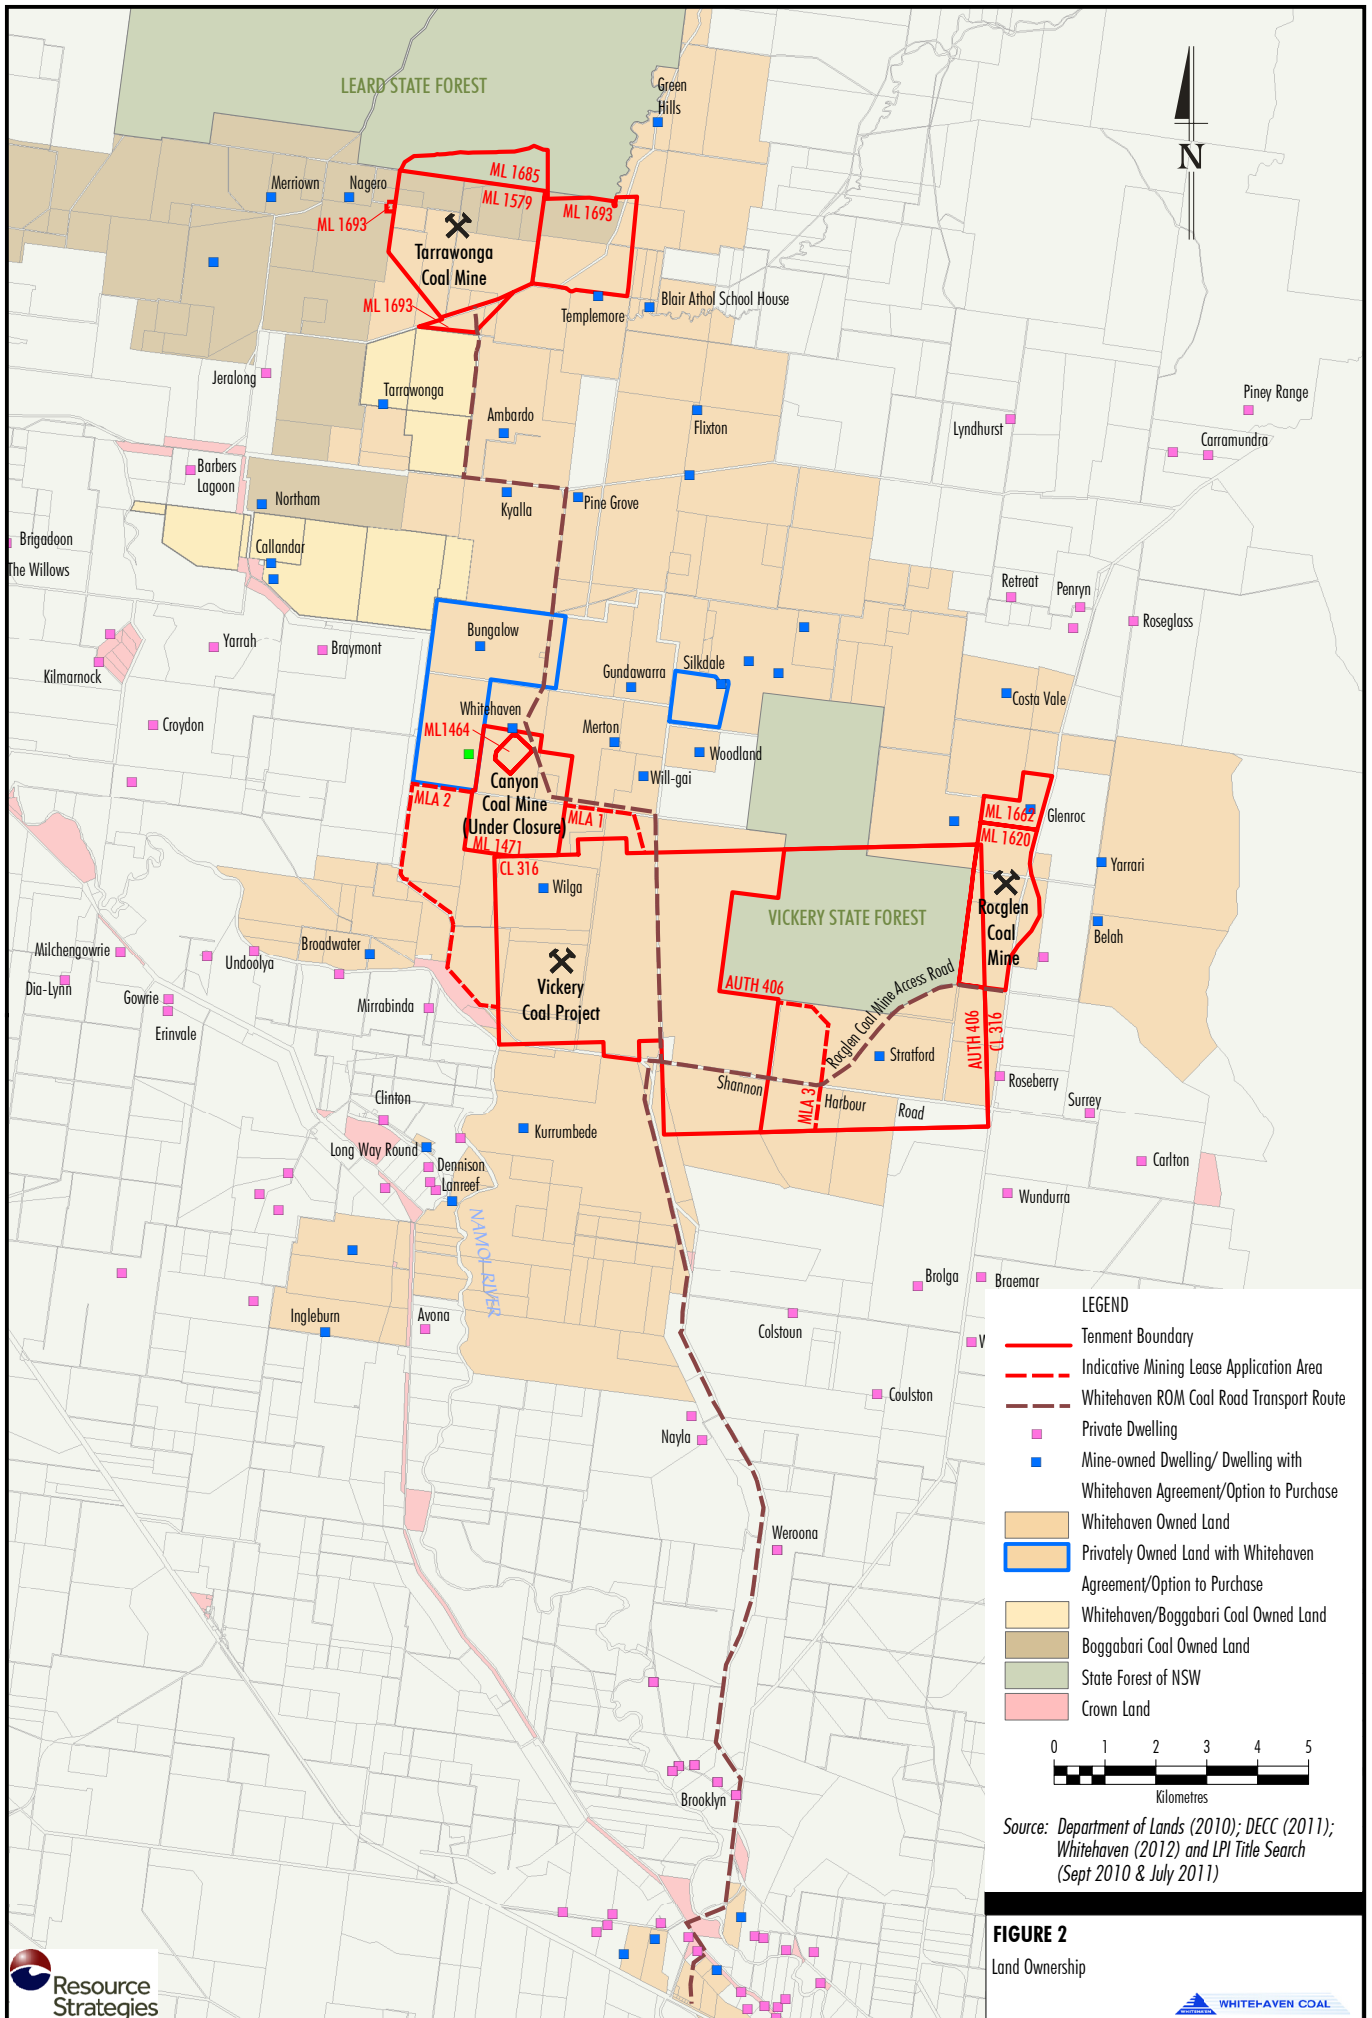 LEARD STATE FOREST
Green
Hills
N
ML 1685
Merriown
Nagero
ML 1579
ML 1693
ML 1693
Tarrawonga
Coal Mine
ML 1693
Templemore
Blair Athol School House
Jeralong
Tarrawonga
Ambardo
Flixton
Lyndhurst
Piney Range
Carramundra
Barbers
Lagoon
Northam
Kyalla
Pine Grove
Brigadoon
The Willows
Callandar
Retreat
Penryn
Roseglass
Yarrah
Braymont
Bungalow
Kilmarnock
Gundawarra
Silkdale
Costa Vale
Croydon
Whitehaven
ML1464
Merton
Woodland
Will-gai
Canyon
Coal Mine
(Under Closure)
MLA 2
MLA 1
ML 1471
CL 316
ML 1662
Glenroc
ML 1620
Wilga
Yarrari
Rocglen
Coal
Mine
VICKERY STATE FOREST
Belah
Milchengowrie
Undoolya
Broadwater
Dia-Lynn
Gowrie
Erinvale
Mirrabinda
Vickery
Coal Project
AUTH 406
Rocglen Coal Mine Access Road
AUTH 406
CL 316
Stratford
Shannon
MLA 3
Harbour
Road
Roseberry
Surrey
Clinton
Long Way Round
Dennison
Lanreef
Kurrumbede
Carlton
Wundurra
NAMOI RIVER
Ingleburn
Avona
Brolga
Braemar
Colstoun
W
Coulston
Nayla
Weroona
Brooklyn
LEGEND
Tenment Boundary
Indicative Mining Lease Application Area
Whitehaven ROM Coal Road Transport Route
Private Dwelling
Mine-owned Dwelling/ Dwelling with
Whitehaven Agreement/Option to Purchase
Whitehaven Owned Land
Privately Owned Land with Whitehaven
Agreement/Option to Purchase
Whitehaven/Boggabari Coal Owned Land
Boggabari Coal Owned Land
State Forest of NSW
Crown Land
0 1 2 3 4 5
Kilometres
Source: Department of Lands (2010); DECC (2011);
Whitehaven (2012) and LPI Title Search
(Sept 2010 & July 2011)
FIGURE 2
Land Ownership
Resource
Strategies
WHITEHAVEN
WHITEHAVEN COAL